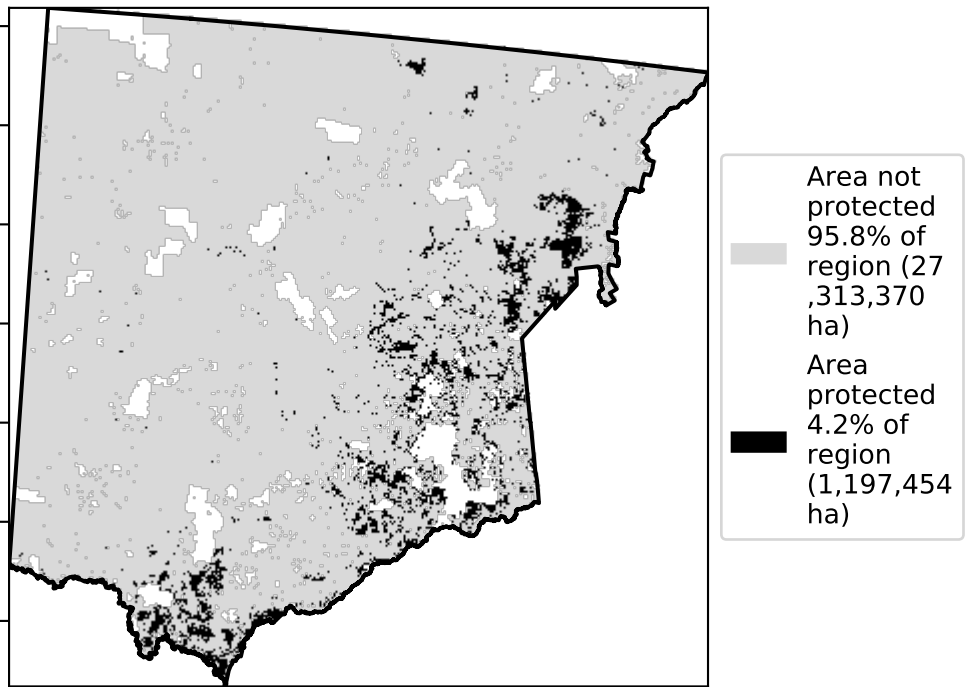 Area not
protected
95.8% of
region (27
,313,370
ha)
Area
protected
4.2% of
region
(1,197,454
ha)